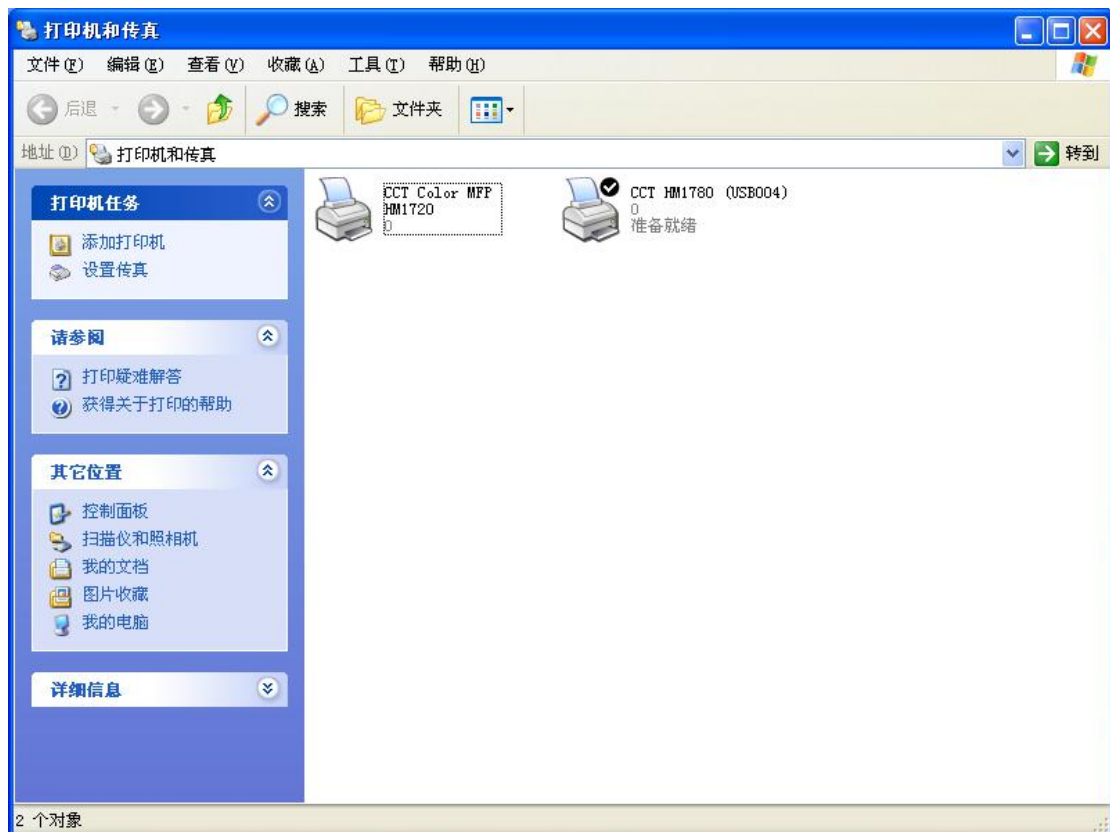 打印机和传真
文件(F) 编辑(E) 查看(V) 收藏(A) 工具(T) 帮助(H)
后退 搜索 文件夹
地址(D) 打印机和传真 转到
打印机任务
添加打印机
设置传真
请参阅
打印疑难解答
获得关于打印的帮助
其它位置
控制面板
扫描仪和照相机
我的文档
图片收藏
我的电脑
详细信息
CCT Color MFP
HM1720
0
CCT HM1780 (USB004)
0
准备就绪
2 个对象